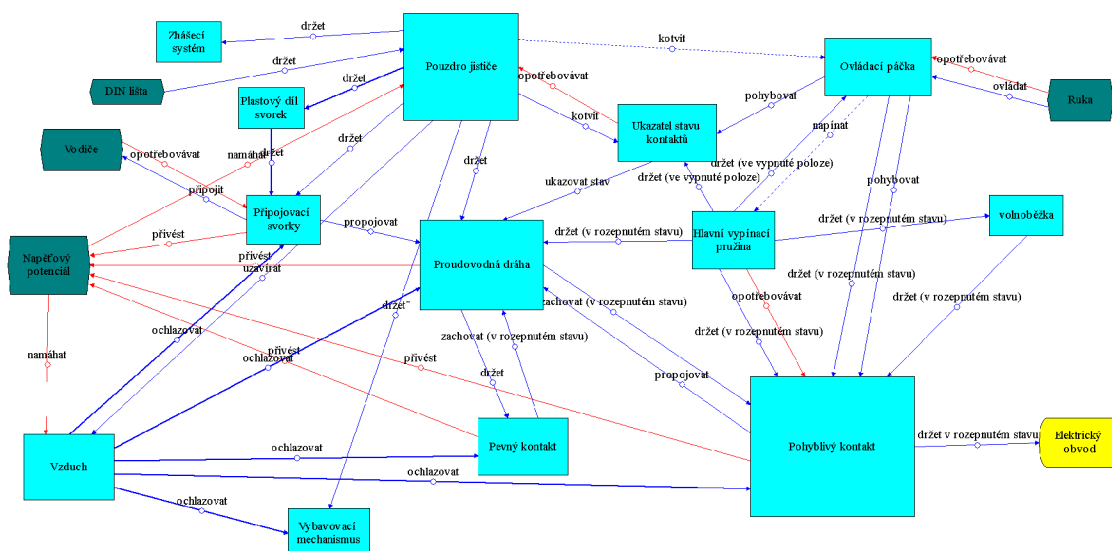 držet
Zhášecí
systém
Pouzdro jističe
kotvit
Ovládací páčka
opotřebovávat
ovládat
Ruka
DIN lišta
držet
držet
Plastový díl
svorek
opotřebovávat
kotvit
Ukazatel stavu
kontaktů
pohybovat
napínat
Vodiče
opotřebovávat
namáhat
držet
držet
držet
držet (ve vypnuté poloze)
držet (ve vypnuté poloze)
ukazovat stav
pohybovat
připojit
Připojovací
svorky
propojovat
přivést
Hlavní vypínací
pružina
držet (v rozepnutém stavu)
volnoběžka
držet (v rozepnutém stavu)
Napěťový
potenciál
přivést
uzavírat
Proudovodná dráha
držet (v rozepnutém stavu)
držet (v rozepnutém stavu)
opotřebovávat
držet
zachovat (v rozepnutém stavu)
držet (v rozepnutém stavu)
ochlazovat
zachovat (v rozepnutém stavu)
namáhat
ochlazovat
přivést
přivést
držet
propojovat
Vzduch
ochlazovat
Pevný kontakt
Pohyblivý kontakt
držet v rozepnutém stavu
Elektrický
obvod
ochlazovat
ochlazovat
Vybavovací
mechanismus